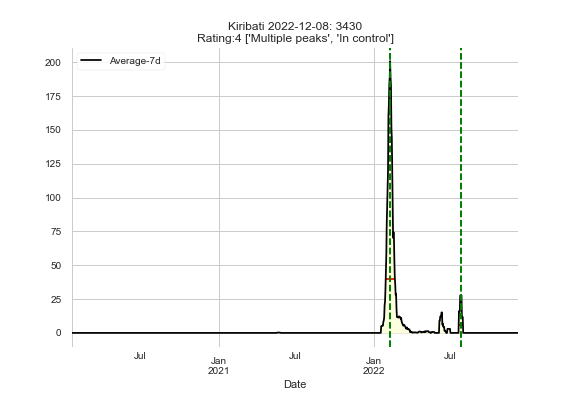 Kiribati 2022-12-08: 3430
Rating:4 ['Multiple peaks', 'In control']
Average-7d
200
175
150
125
100
75
50
25
0
Jul
Jan
2021
Jul
Jan
2022
Jul
Date